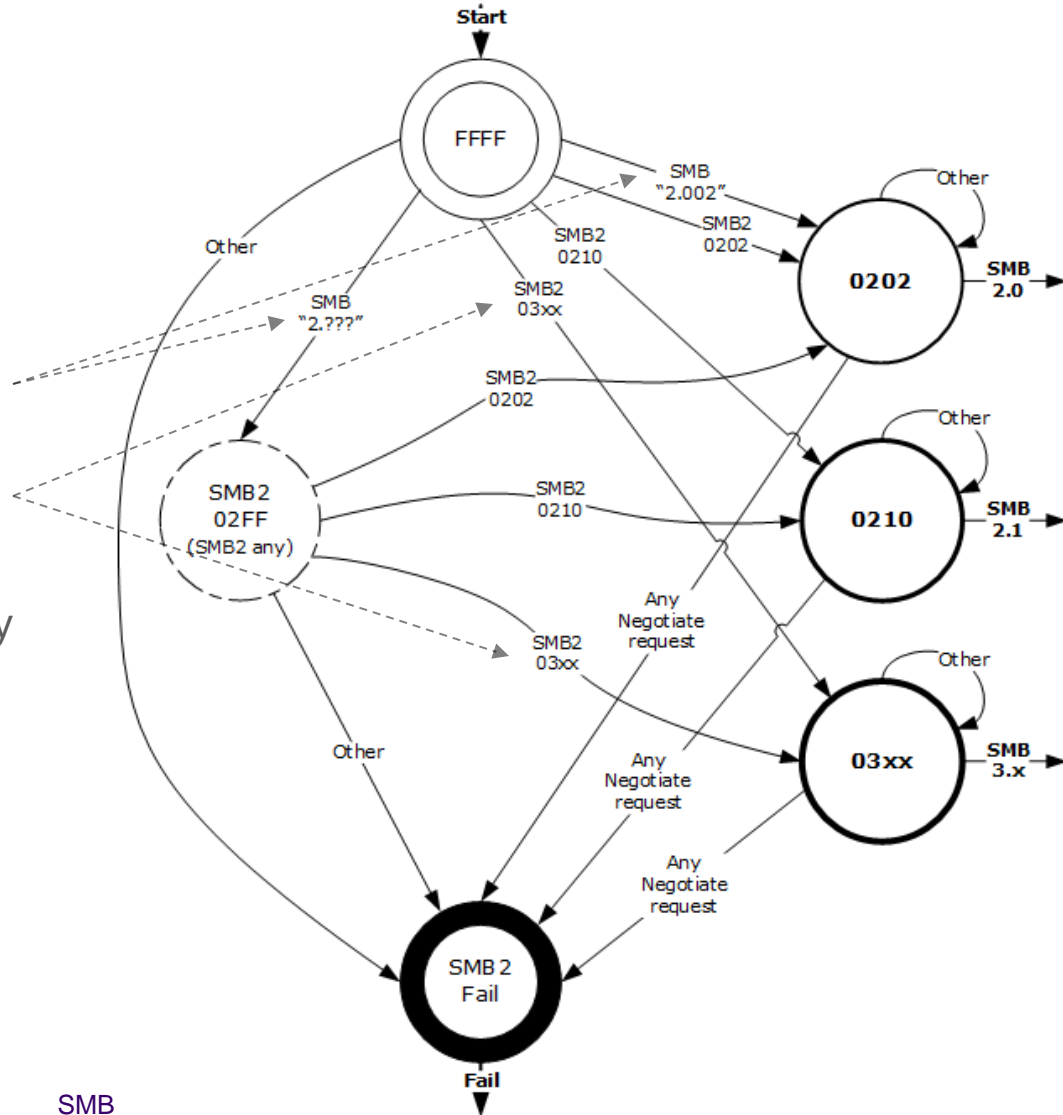 Start
FFFF
SMB
“2.002”
Other
SMB2
0202
SMB2
0210
Other
SMB
“2.???”
SMB2
03xx
0202
SMB
2.0
SMB2
0202
Other
SMB2
02FF
(SMB2 any)
SMB2
0210
0210
SMB
2.1
y
Any
Negotiate
request
SMB2
03xx
Other
Other
Any
Negotiate
request
03xx
SMB
3.x
Any
Negotiate
request
SMB2
Fail
Fail
SMB